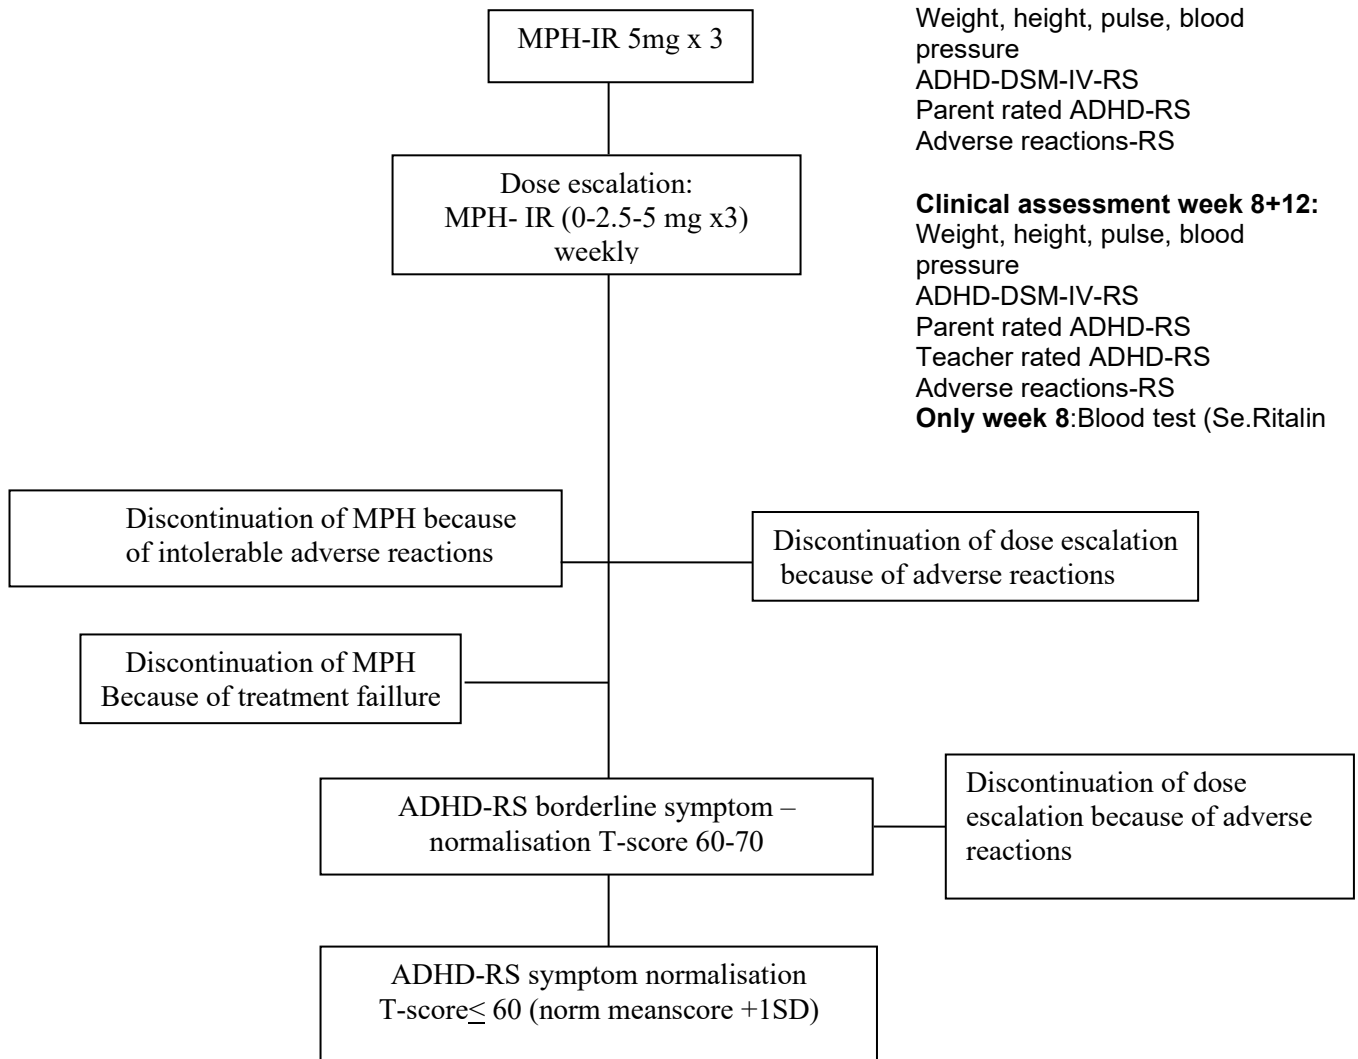 MPH-IR 5mg x 3
Dose escalation:
MPH- IR (0-2.5-5 mg x3)
weekly
Weight, height, pulse, blood
pressure
ADHD-DSM-IV-RS
Parent rated ADHD-RS
Adverse reactions-RS
Clinical assessment week 8+12:
Weight, height, pulse, blood
pressure
ADHD-DSM-IV-RS
Parent rated ADHD-RS
Teacher rated ADHD-RS
Adverse reactions-RS
Only week 8:Blood test (Se.Ritalin
Discontinuation of MPH because
of intolerable adverse reactions
Discontinuation of dose escalation
because of adverse reactions
Discontinuation of MPH
Because of treatment faillure
ADHD-RS borderline symptom –
normalisation T-score 60-70
Discontinuation of dose
escalation because of adverse
reactions
ADHD-RS symptom normalisation
T-score≤ 60 (norm meanscore +1SD)